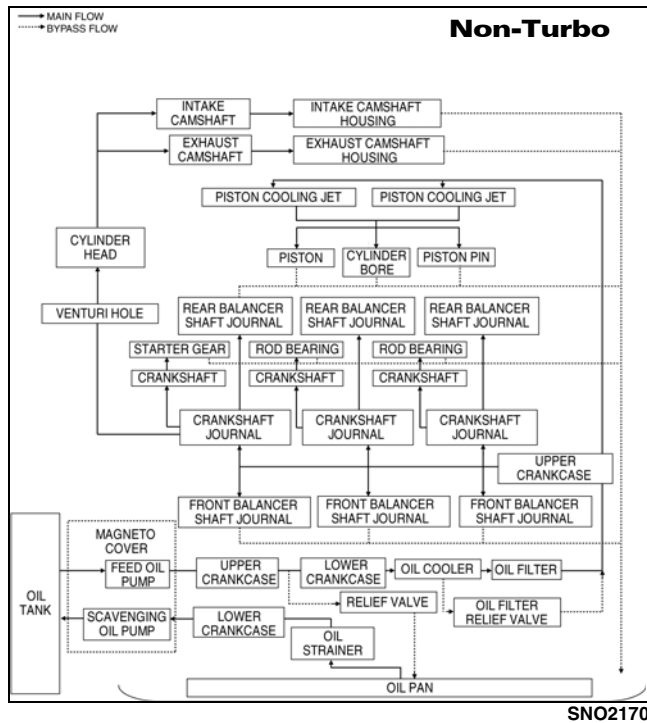 MAIN FLOW
BYPASS FLOW
Non-Turbo
INTAKE
CAMSHAFT
INTAKE CAMSHAFT
HOUSING
EXHAUST
CAMSHAFT
EXHAUST CAMSHAFT
HOUSING
PISTON COOLING JET
PISTON COOLING JET
CYLINDER
HEAD
PISTON
CYLINDER
BORE
PISTON PIN
VENTURI HOLE
REAR BALANCER
SHAFT JOURNAL
REAR BALANCER
SHAFT JOURNAL
REAR BALANCER
SHAFT JOURNAL
STARTER GEAR
ROD BEARING
ROD BEARING
CRANKSHAFT
CRANKSHAFT
CRANKSHAFT
CRANKSHAFT
JOURNAL
CRANKSHAFT
JOURNAL
CRANKSHAFT
JOURNAL
UPPER
CRANKCASE
FRONT BALANCER
SHAFT JOURNAL
FRONT BALANCER
SHAFT JOURNAL
FRONT BALANCER
SHAFT JOURNAL
OIL
TANK
MAGNETO
COVER
FEED OIL
PUMP
UPPER
CRANKCASE
LOWER
CRANKCASE
OIL COOLER
OIL FILTER
RELIEF VALVE
OIL FILTER
RELIEF VALVE
SCAVENGING
OIL PUMP
LOWER
CRANKCASE
OIL
STRAINER
OIL PAN
SNO2170